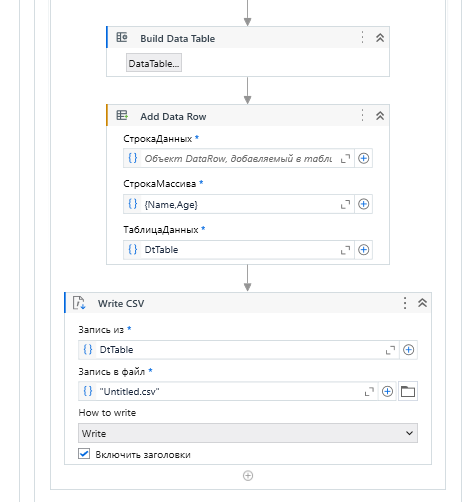 Build Data Table
DataTable...
Add Data Row
СтрокаДанных *
{} Объект DataRow, добавляемый в табли
СтрокаМассива *
{} {Name,Age}
ТаблицаДанных *
{} DtTable
Write CSV
Запись из *
{} DtTable
Запись в файл *
{} "Untitled.csv"
How to write
Write
Включить заголовки